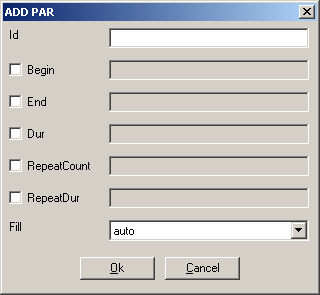 ADD PAR
Id
Begin
End
Dur
RepeatCount
RepeatDur
Fill auto
Ok Cancel